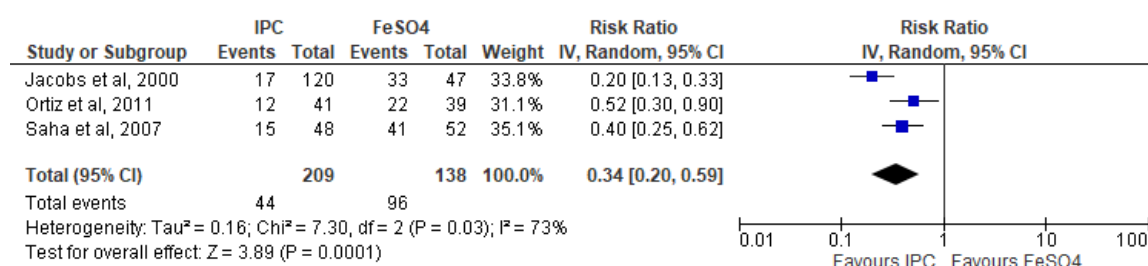 IPC FeSO4 Risk Ratio Risk Ratio
Study or Subgroup Events Total Events Total Weight IV, Random, 95% CI IV, Random, 95% CI
Jacobs et al, 2000 17 120 33 47 33.8% 0.20 [0.13, 0.33]
Ortiz et al, 2011 12 41 22 39 31.1% 0.52 [0.30, 0.90]
Saha et al, 2007 15 48 41 52 35.1% 0.40 [0.25, 0.62]
Total (95% CI) 209 138 100.0% 0.34 [0.20, 0.59]
Total events 44 96
Heterogeneity: Tau² = 0.16; Chi² = 7.30, df = 2 (P = 0.03); I² = 73%
Test for overall effect: Z = 3.89 (P = 0.0001)
0.01 0.1 1 10 100
Favours IPC Favours FeSO4